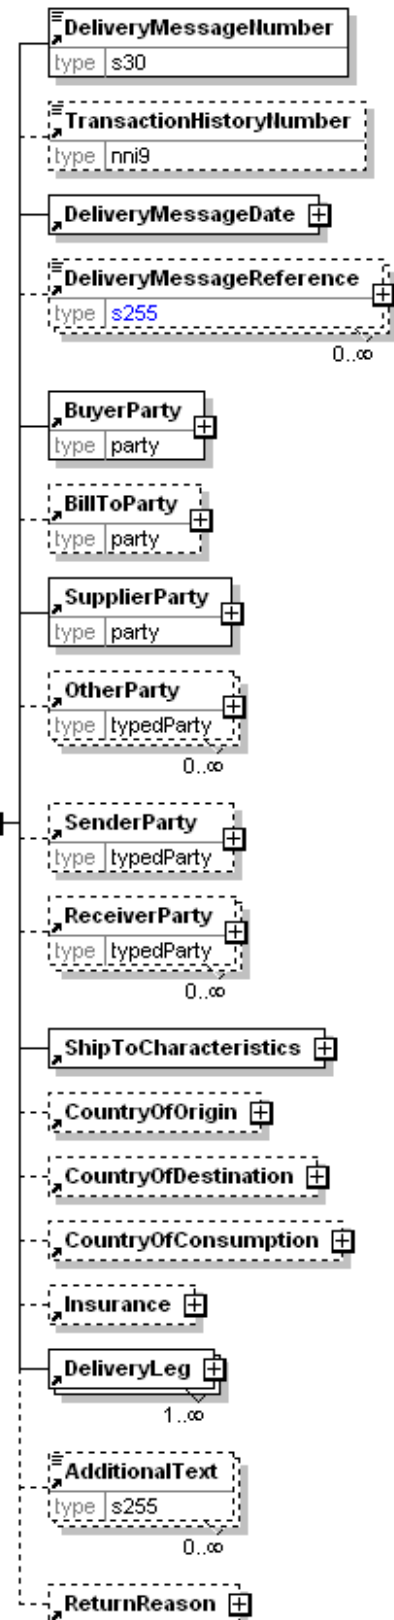 DeliveryMessageNumber
type s30
TransactionHistoryNumber
type nni9
DeliveryMessageDate
DeliveryMessageReference
type s255
0..∞
BuyerParty
type party
BillToParty
type party
SupplierParty
type party
OtherParty
type typedParty
0..∞
SenderParty
type typedParty
ReceiverParty
type typedParty
0..∞
ShipToCharacteristics
CountryOfOrigin
CountryOfDestination
CountryOfConsumption
Insurance
DeliveryLeg
1..∞
AdditionalText
type s255
0..∞
ReturnReason